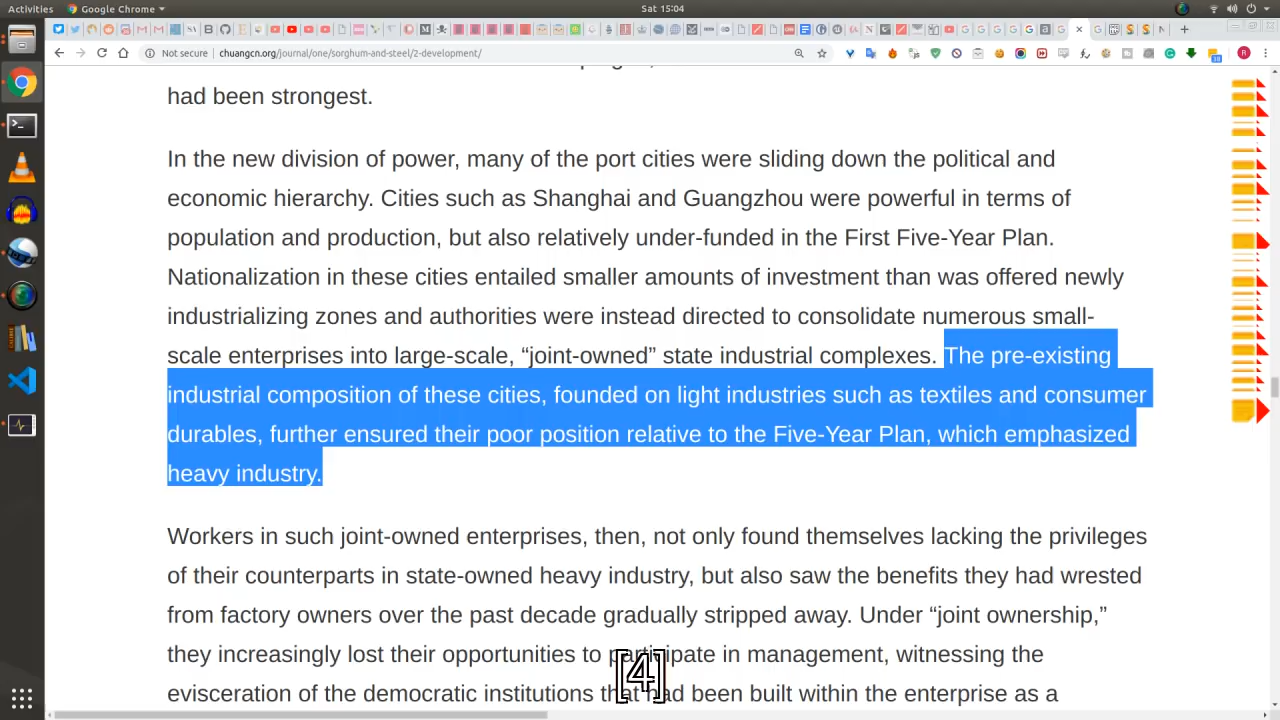 Activities
Google Chrome
Sat 15:04
Not secure
chuangcn.org/journal/one/sorghum-and-steel/2-development/
had been strongest.
In the new division of power, many of the port cities were sliding down the political and
economic hierarchy. Cities such as Shanghai and Guangzhou were powerful in terms of
population and production, but also relatively under-funded in the First Five-Year Plan.
Nationalization in these cities entailed smaller amounts of investment than was offered newly
industrializing zones and authorities were instead directed to consolidate numerous small-
scale enterprises into large-scale, “joint-owned” state industrial complexes. The pre-existing
industrial composition of these cities, founded on light industries such as textiles and consumer
durables, further ensured their poor position relative to the Five-Year Plan, which emphasized
heavy industry.
Workers in such joint-owned enterprises, then, not only found themselves lacking the privileges
of their counterparts in state-owned heavy industry, but also saw the benefits they had wrested
from factory owners over the past decade gradually stripped away. Under “joint ownership,”
they increasingly lost their opportunities to participate in management, witnessing the
evisceration of the democratic institutions that had been built within the enterprise as a
[4]